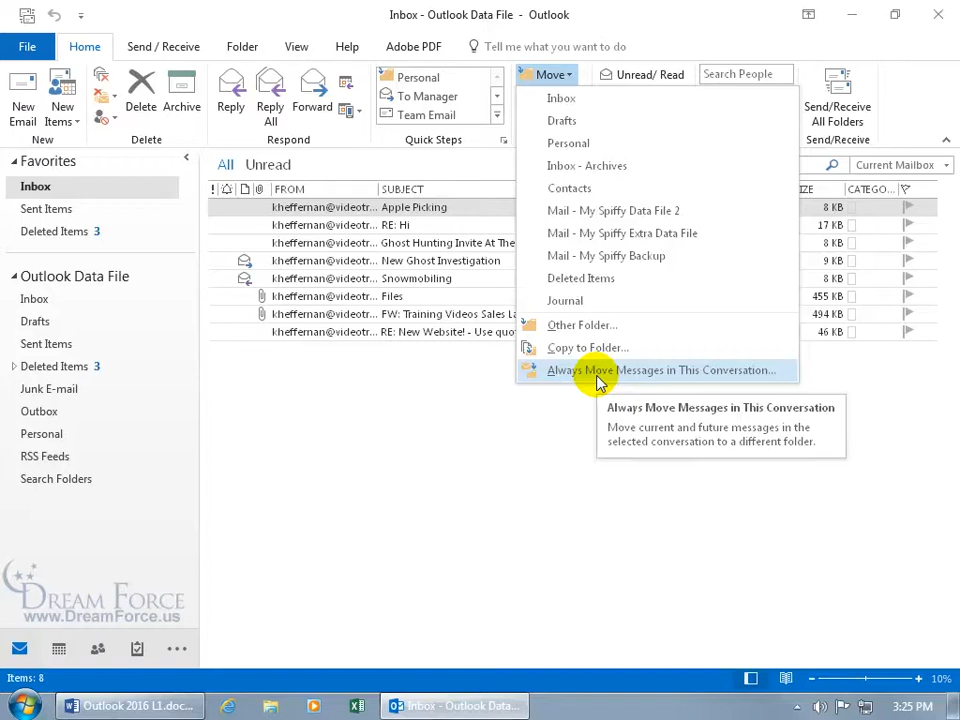 Inbox - Outlook Data File - Outlook
File
Home
Send / Receive
Folder
View
Help
Adobe PDF
Tell me what you want to do
New Email
New Items
New
Delete
Archive
Delete
Reply
Reply All
Forward
Respond
Personal
To Manager
Team Email
Quick Steps
Move
Unread/ Read
Search People
Send/Receive All Folders
Send/Receive
Inbox
Drafts
Personal
Inbox - Archives
Contacts
Mail - My Spiffy Data File 2
Mail - My Spiffy Extra Data File
Mail - My Spiffy Backup
Deleted Items
Journal
Other Folder...
Copy to Folder...
Always Move Messages in This Conversation...
Always Move Messages in This Conversation
Move current and future messages in the
selected conversation to a different folder.
Favorites
Inbox
Sent Items
Deleted Items 3
Outlook Data File
Inbox
Drafts
Sent Items
Deleted Items 3
Junk E-mail
Outbox
Personal
RSS Feeds
Search Folders
All Unread
Current Mailbox
FROM SUBJECT IZE CATEGO...
kheffernan@videotr... Apple Picking 8 KB
kheffernan@videotr... RE: Hi 17 KB
kheffernan@videotr... Ghost Hunting Invite At The 8 KB
kheffernan@videotr... New Ghost Investigation 9 KB
kheffernan@videotr... Snowmobiling 8 KB
kheffernan@videotr... Files 455 KB
kheffernan@videotr... FW: Training Videos Sales La 494 KB
kheffernan@videotr... RE: New Website! - Use quo 46 KB
DREAM FORCE
www.DreamForce.us
Items: 8
10%
Outlook 2016 L1.doc...
Inbox - Outlook Data...
3:25 PM